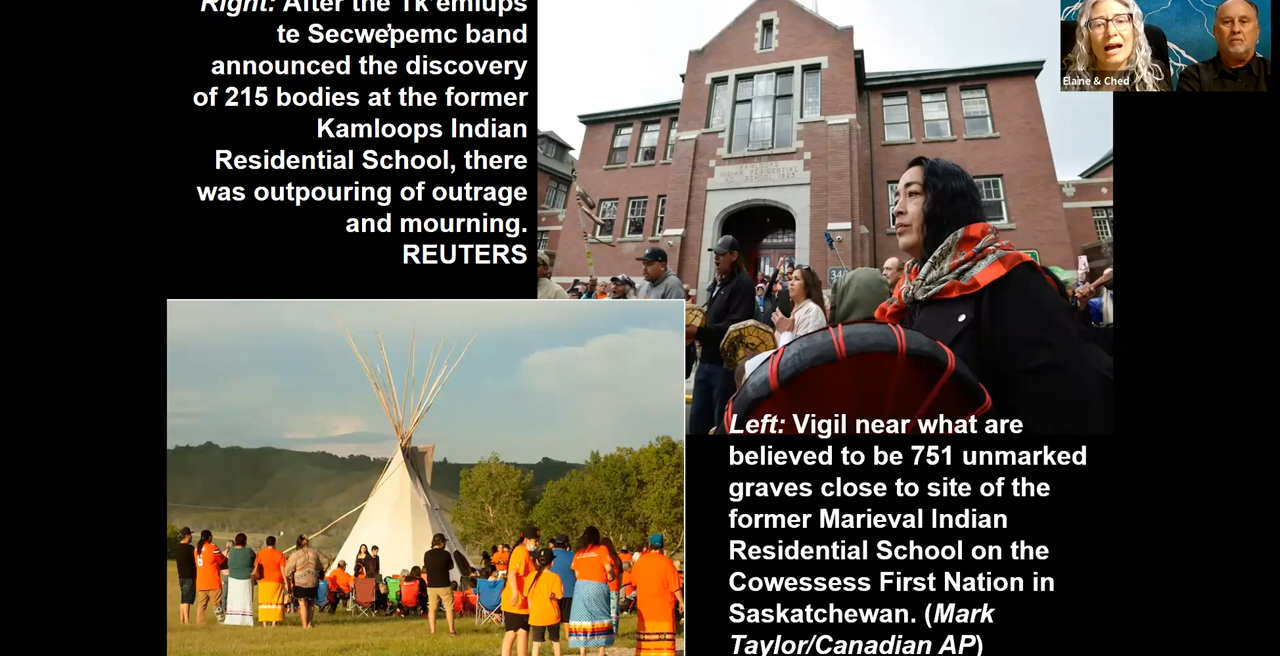 Right: After the Tk'emlúps
te Secwe̓pemc band
announced the discovery
of 215 bodies at the former
Kamloops Indian
Residential School, there
was outpouring of outrage
and mourning.
REUTERS
Elaine & Ched
Left: Vigil near what are
believed to be 751 unmarked
graves close to site of the
former Marieval Indian
Residential School on the
Cowessess First Nation in
Saskatchewan. (Mark
Taylor/Canadian AP)